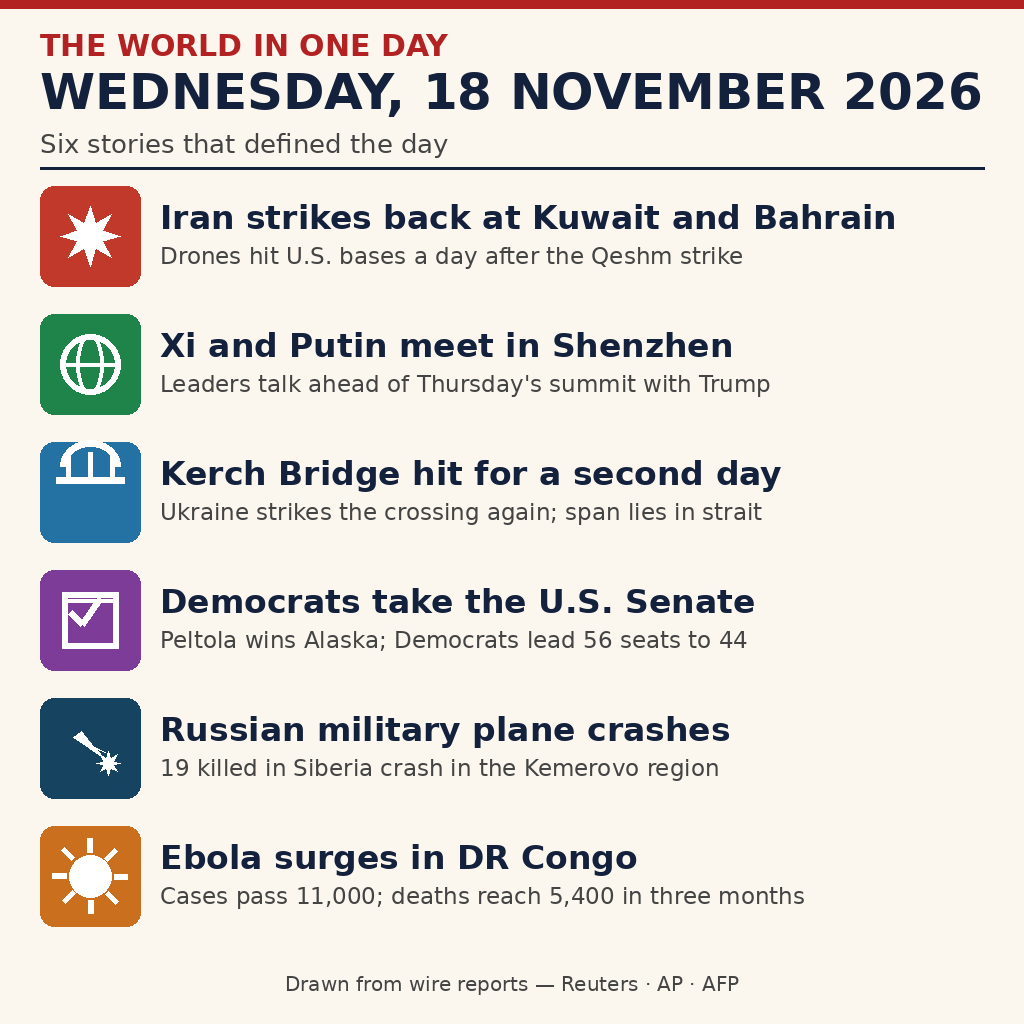 THE WORLD IN ONE DAY
WEDNESDAY, 18 NOVEMBER 2026
Six stories that defined the day
Iran strikes back at Kuwait and Bahrain
Drones hit U.S. bases a day after the Qeshm strike
Xi and Putin meet in Shenzhen
Leaders talk ahead of Thursday's summit with Trump
Kerch Bridge hit for a second day
Ukraine strikes the crossing again; span lies in strait
Democrats take the U.S. Senate
Peltola wins Alaska; Democrats lead 56 seats to 44
Russian military plane crashes
19 killed in Siberia crash in the Kemerovo region
Ebola surges in DR Congo
Cases pass 11,000; deaths reach 5,400 in three months
Drawn from wire reports — Reuters · AP · AFP